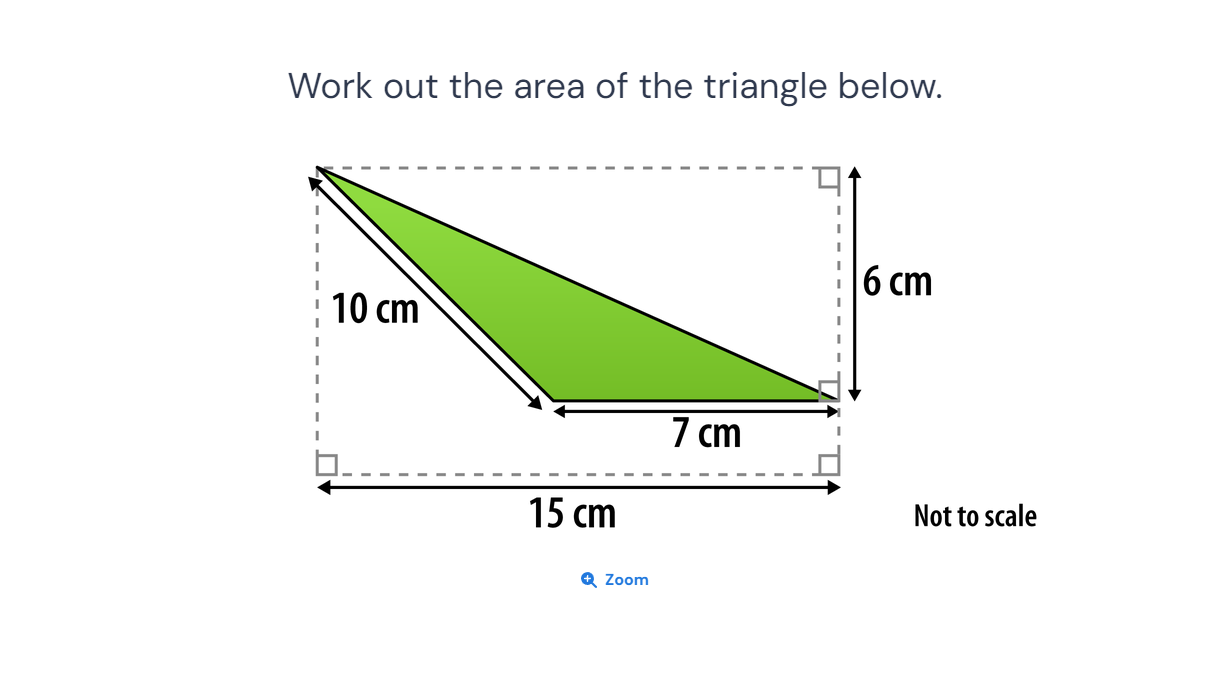 Work out the area of the triangle below.
10 cm
6 cm
7 cm
15 cm
Not to scale
Zoom